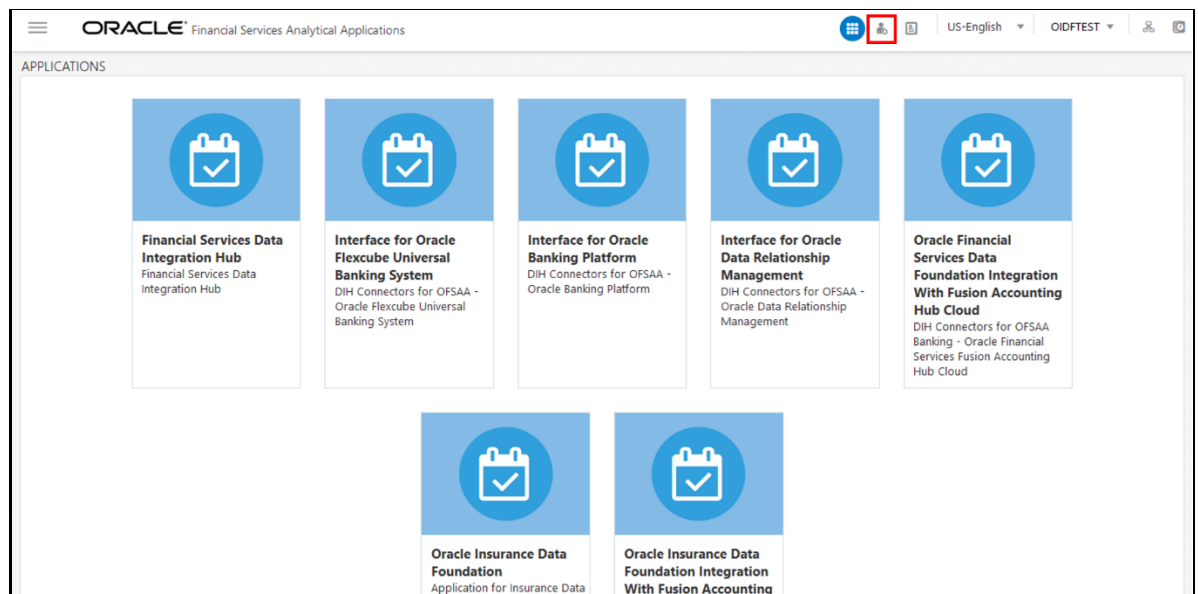 ORACLE® Financial Services Analytical Applications
US-English
OIDFTEST
APPLICATIONS
Financial Services Data
Integration Hub
Financial Services Data
Integration Hub
Interface for Oracle
Flexcube Universal
Banking System
DIH Connectors for OFSAA -
Oracle Flexcube Universal
Banking System
Interface for Oracle
Banking Platform
DIH Connectors for OFSAA -
Oracle Banking Platform
Interface for Oracle
Data Relationship
Management
DIH Connectors for OFSAA -
Oracle Data Relationship
Management
Oracle Financial
Services Data
Foundation Integration
With Fusion Accounting
Hub Cloud
DIH Connectors for OFSAA
Banking - Oracle Financial
Services Fusion Accounting
Hub Cloud
Oracle Insurance Data
Foundation
Application for Insurance Data
Oracle Insurance Data
Foundation Integration
With Fusion Accounting